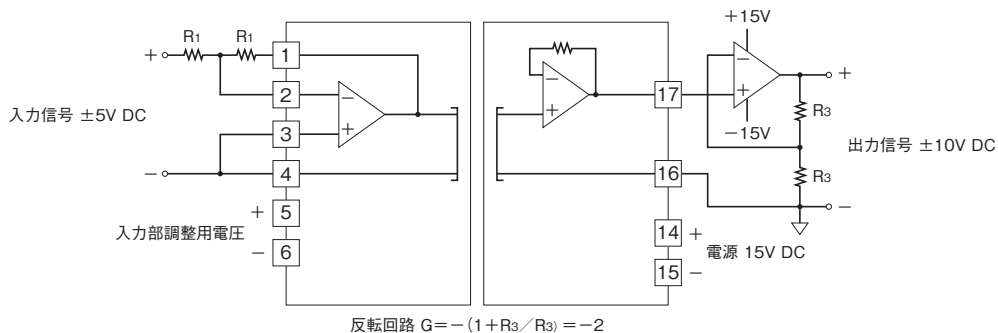 +15V
R1
R1
+
1
−
2
−
+
17
+
−
入力信号 ±5V DC
+
3
−15V
R3
出力信号 ±10V DC
−
4
16
R3
−
+
5
14
+
入力部調整用電圧
電源 15V DC
−
6
15
−
反転回路 G=−(1+R3/R3)=−2